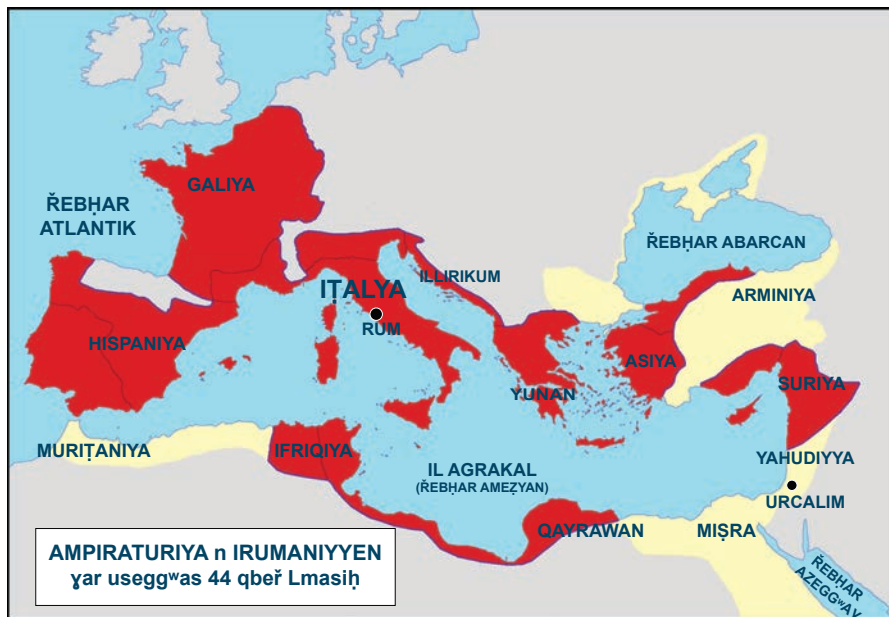 GALIYA
ŘEBḤAR
ATLANTIK
ŘEBḤAR ABARCAN
ILLIRIKUM
IṬALYA
ARMINIYA
RUM
HISPANIYA
ASIYA
SURIYA
YUNAN
MURIṬANIYA
IFRIQIYA
YAHUDIYYA
IL AGRAKAL
(ŘEBḤAR AMEẒYAN)
URCALIM
QAYRAWAN
MIṢRA
AMPIRATURIYA n IRUMANIYYEN
ɣar useggʷas 44 qbeř Lmasiḥ
ŘEBḤAR
AZEGGʷAV